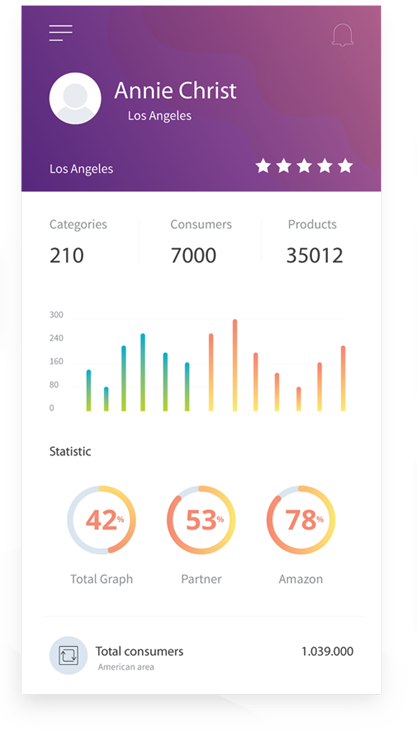 Annie Christ
Los Angeles
Los Angeles
Categories Consumers Products
210 7000 35012
300
240
160
80
0
Statistic
42% 53% 78%
Total Graph Partner Amazon
Total consumers 1.039.000
American area